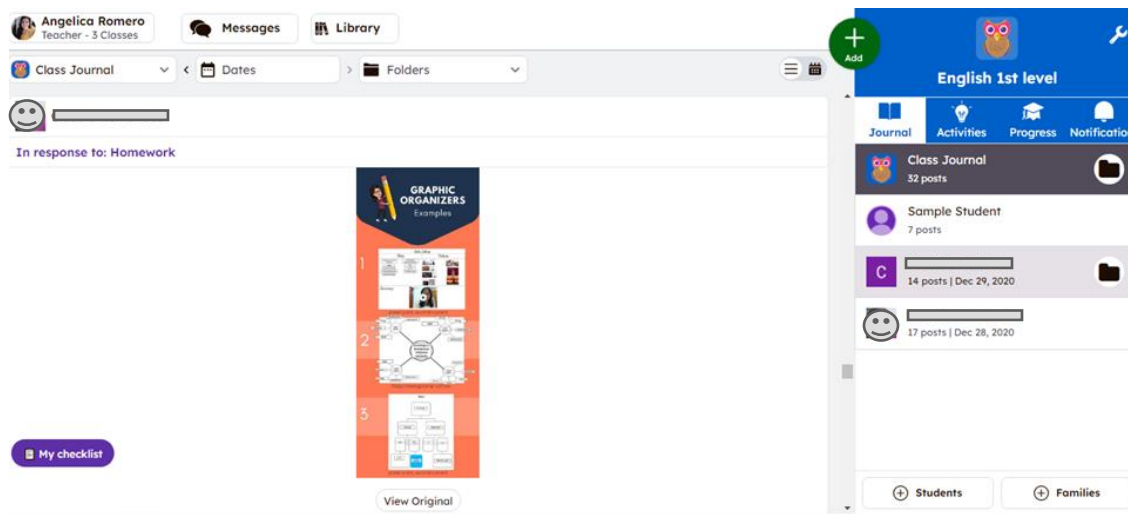 Angelica Romero
Teacher - 3 Classes
Messages
Library
Add
Class Journal
Dates
Folders
English 1st level
Journal
Activities
Progress
Notificatio
In response to: Homework
GRAPHIC
ORGANIZERS
Examples
1
2
3
Class Journal
32 posts
Sample Student
7 posts
C
14 posts | Dec 29, 2020
17 posts | Dec 28, 2020
My checklist
View Original
Students
Families